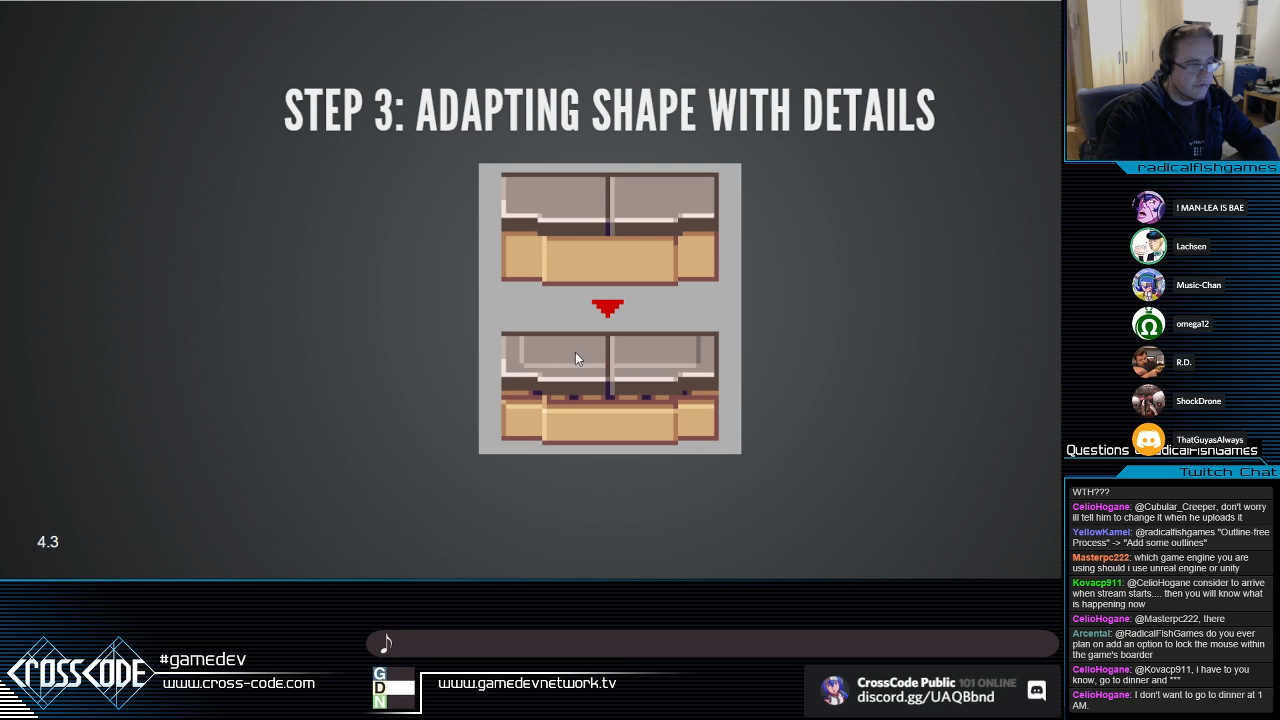 STEP 3: ADAPTING SHAPE WITH DETAILS
4.3
radicalfishgames
! MAN-LEA IS BAE
Lachsen
Music-Chan
omega12
R.D.
ShockDrone
ThatGuyasAlways
Questions
dicalFishGames
Twitch Chat
WTH???
CelioHogane: @Cubular_Creeper, don't worry
ill tell him to change it when he uploads it
YellowKamei: @radicalfishgames "Outline-free
Process" -> "Add some outlines"
Masterpc222: which game engine you are
using should i use unreal engine or unity
Kovacp911: @CelioHogane consider to arrive
when stream starts.... then you will know what
is happening now
CelioHogane: @Masterpc222, there
Arcental: @RadicalFishGames do you ever
plan on add an option to lock the mouse within
the game's boarder
CelioHogane: @Kovacp911, i have to you
know, go to dinner and ***
CelioHogane: I don't want to go to dinner at 1
AM.
CROSSCODE
#gamedev
www.cross-code.com
GDN
www.gamedevnetwork.tv
CrossCode Public 101 ONLINE
discord.gg/UAQBbnd